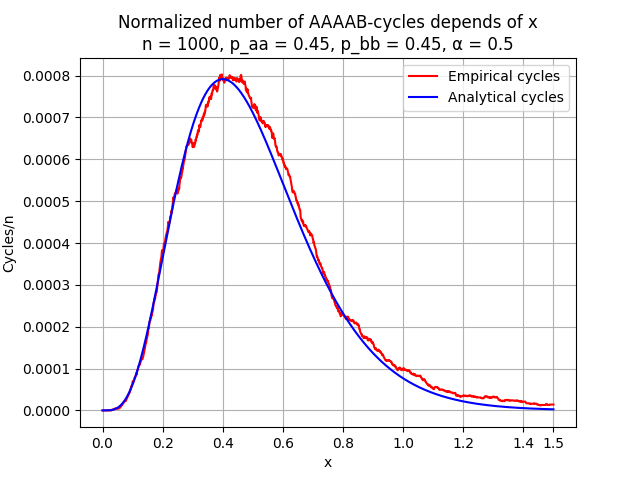 Normalized number of AAAAB-cycles depends of x
n = 1000, p_aa = 0.45, p_bb = 0.45, α = 0.5
Empirical cycles
Analytical cycles
Cycles/n
0.0008
0.0007
0.0006
0.0005
0.0004
0.0003
0.0002
0.0001
0.0000
0.0 0.2 0.4 0.6 0.8 1.0 1.2 1.4 1.5
x